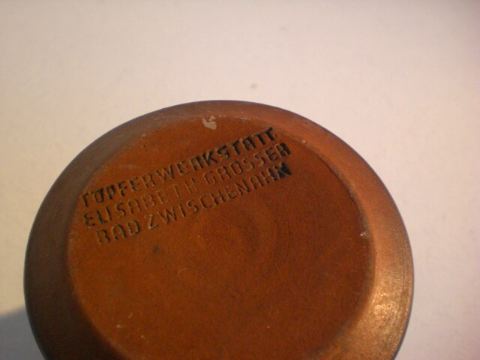 TÖPFERWERKSTATT
ELISABETH GROSSER
BAD ZWISCHENAHN